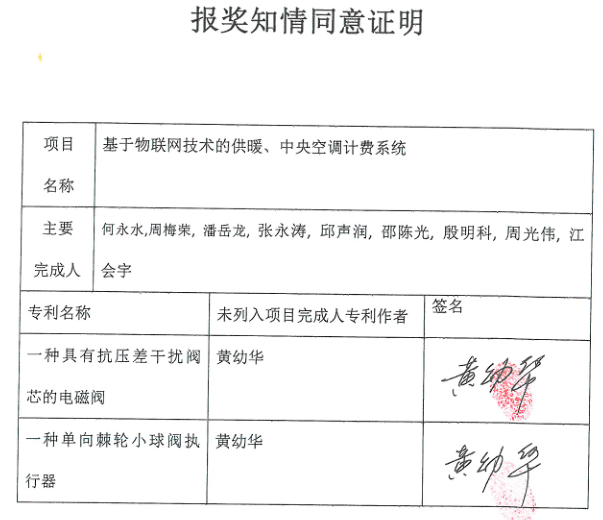 报奖知情同意证明
项目
名称
基于物联网技术的供暖、中央空调计费系统
主要
完成人
何永水,周梅荣, 潘岳龙, 张永涛, 邱声润, 邵陈光, 殷明科, 周光伟, 江
会宇
专利名称
未列入项目完成人专利作者
签名
一种具有抗压差干扰阀
芯的电磁阀
黄幼华
黄幼华
一种单向棘轮小球阀执
行器
黄幼华
黄幼华